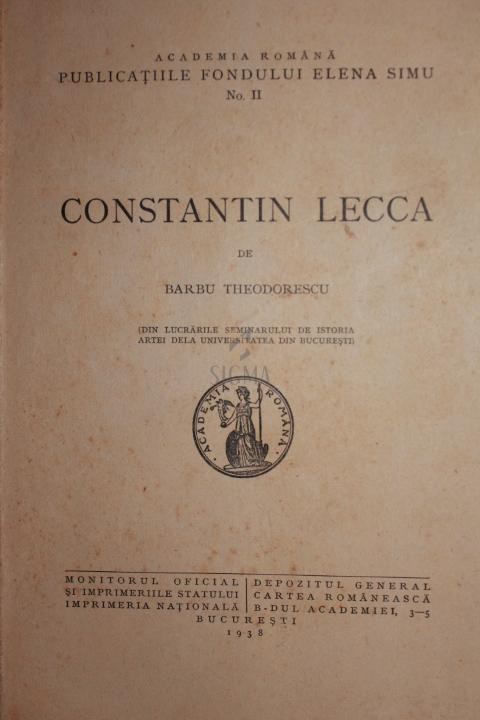 ACADEMIA ROMÂNĂ
PUBLICAȚIILE FONDULUI ELENA SIMU
No. II
CONSTANTIN LECCA
DE
BARBU THEODORESCU
(DIN LUCRĂRILE SEMINARULUI DE ISTORIA
ARTEI DELA UNIVERSITATEA DIN BUCUREȘTI)
SIGMA
· ACADEMIA ROMÂNĂ ·
MONITORUL OFICIAL
ȘI IMPRIMERIILE STATULUI
IMPRIMERIA NAȚIONALĂ
DEPOZITUL GENERAL
CARTEA ROMÂNEASCĂ
B-DUL ACADEMIEI, 3—5
BUCUREȘTI
1938